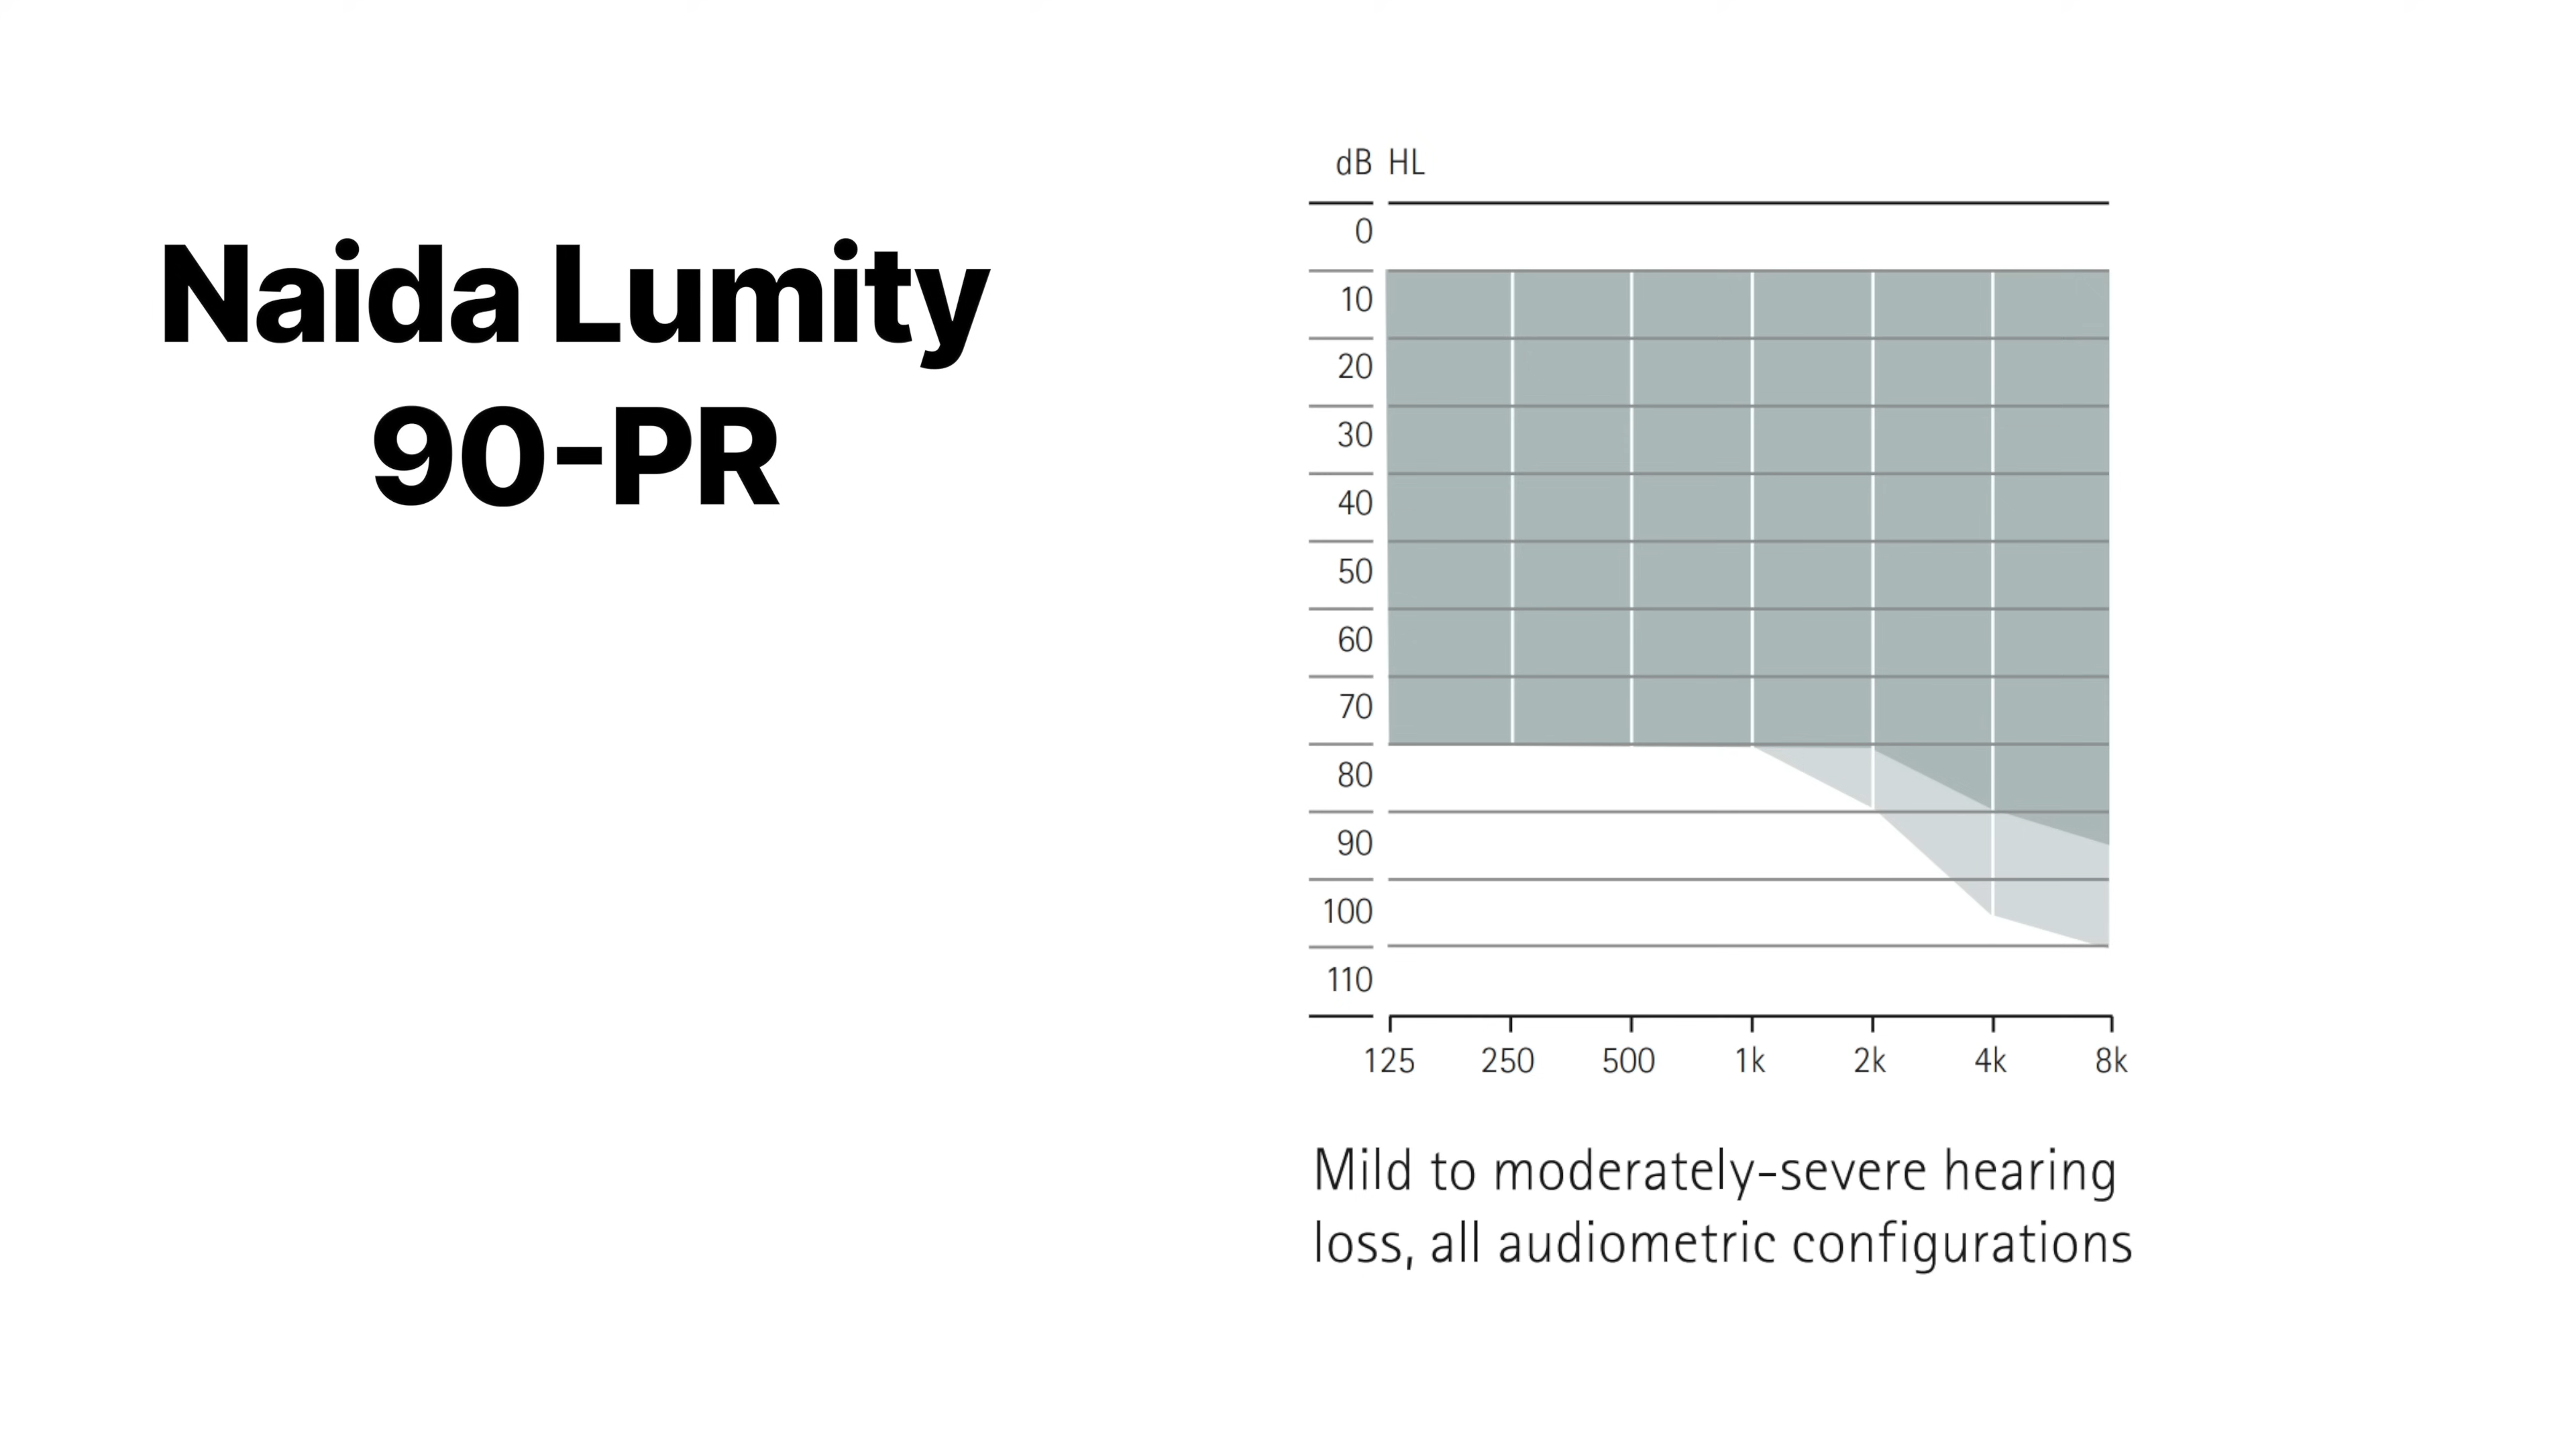 Naida Lumity
90-PR
dB HL
0
10
20
30
40
50
60
70
80
90
100
110
125 250 500 1k 2k 4k 8k
Mild to moderately-severe hearing
loss, all audiometric configurations